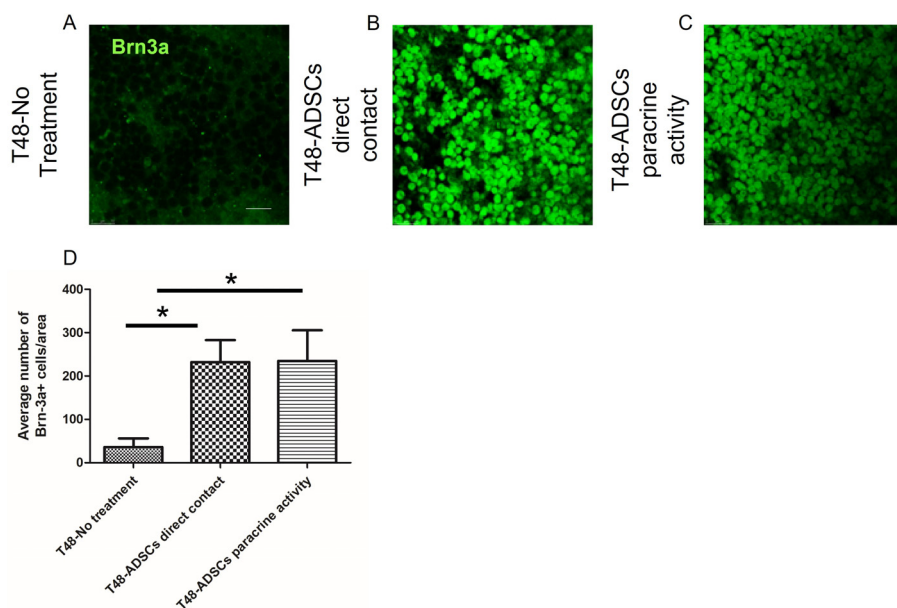 A
Brn3a
T48-No
Treatment
B
T48-ADSCs
direct
contact
C
T48-ADSCs
paracrine
activity
D
Average number of
Brn-3a+ cells/area
400
300
200
100
0
*
*
T48-No treatment
T48-ADSCs direct contact
T48-ADSCs paracrine activity